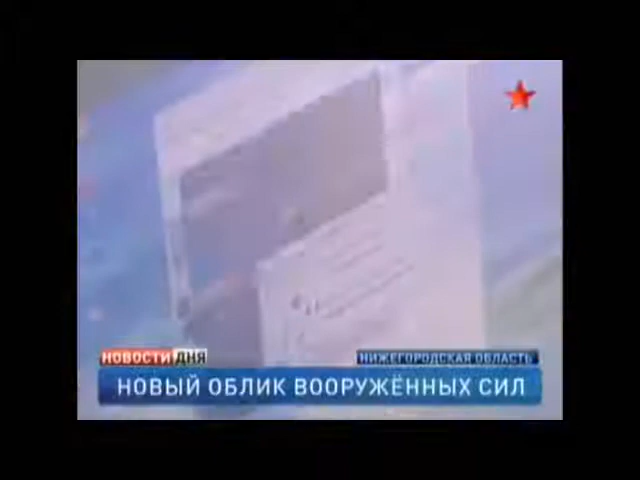 НОВОСТИ ДНЯ
НИЖЕГОРОДСКАЯ ОБЛАСТЬ
НОВЫЙ ОБЛИК ВООРУЖЁННЫХ СИЛ